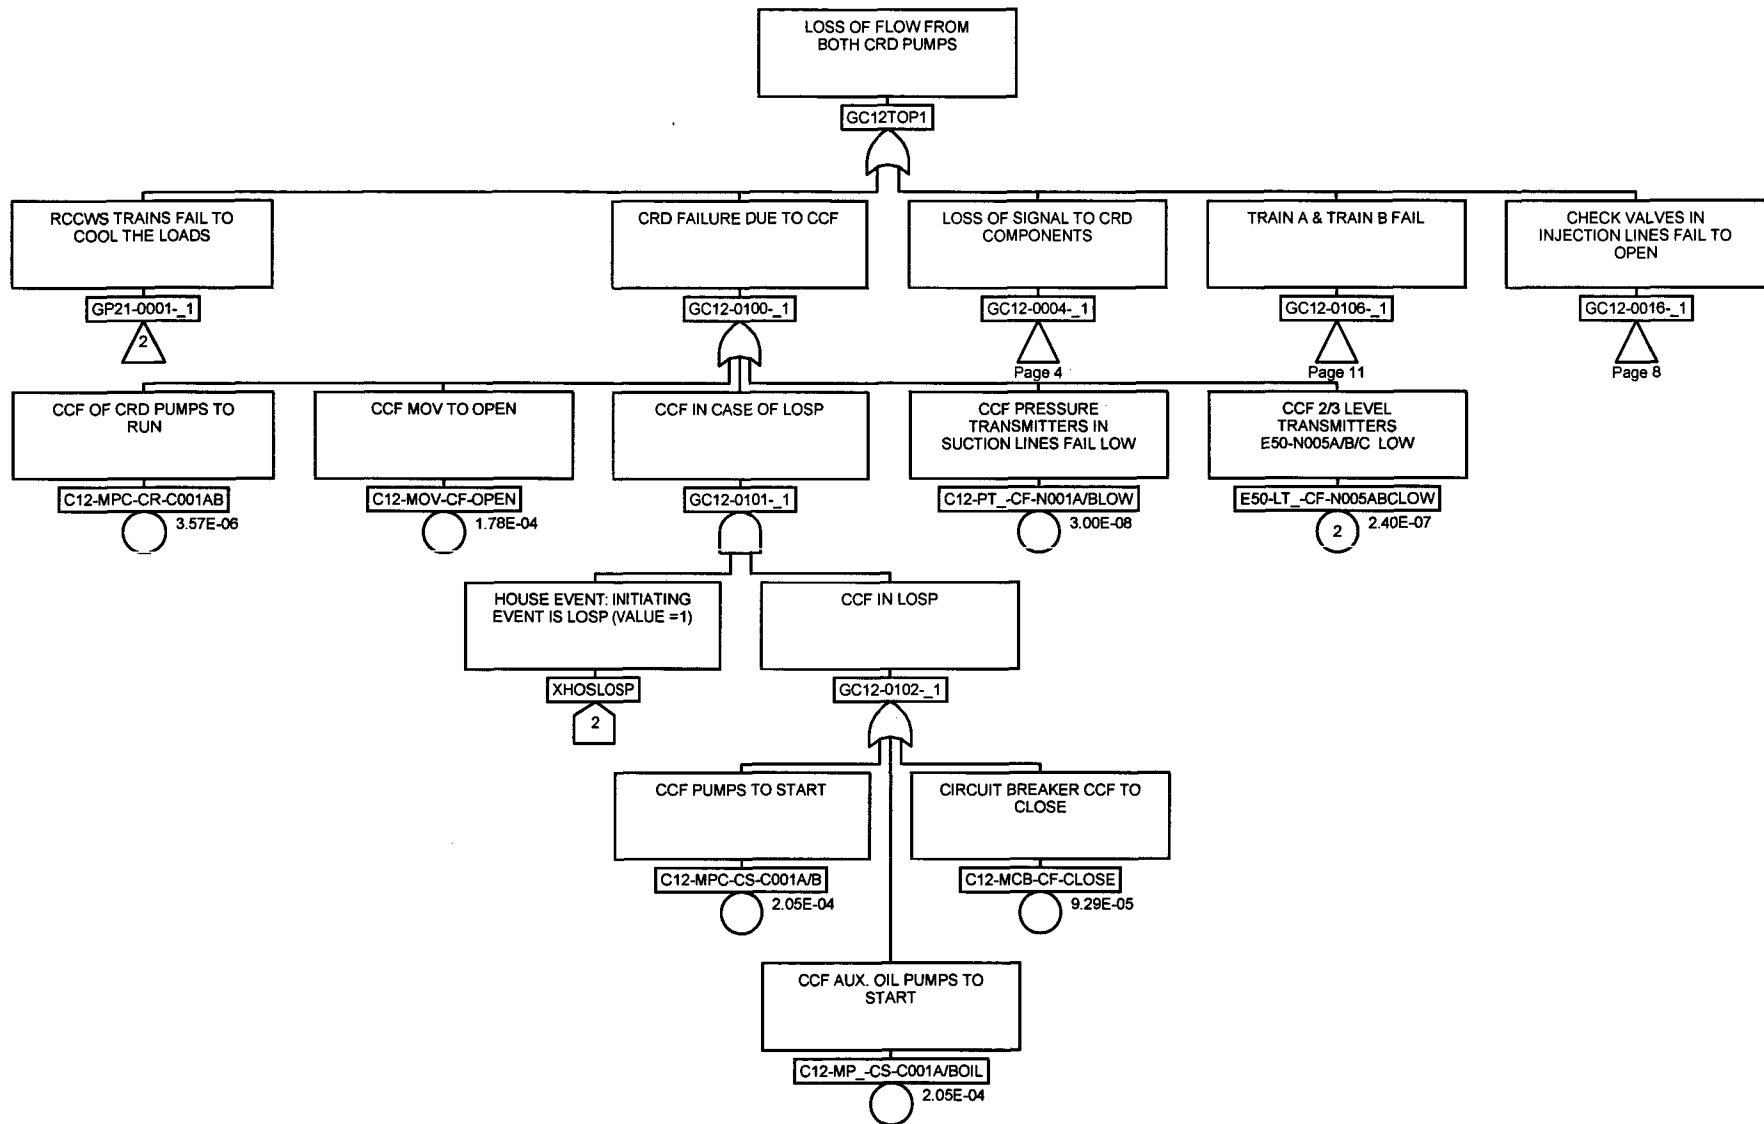 LOSS OF FLOW FROM
BOTH CRD PUMPS
GC12TOP1
RCCWS TRAINS FAIL TO
COOL THE LOADS
GP21-0001-_1
2
CRD FAILURE DUE TO CCF
GC12-0100-_1
LOSS OF SIGNAL TO CRD
COMPONENTS
GC12-0004-_1
Page 4
TRAIN A & TRAIN B FAIL
GC12-0106-_1
Page 11
CHECK VALVES IN
INJECTION LINES FAIL TO
OPEN
GC12-0016-_1
Page 8
CCF OF CRD PUMPS TO
RUN
C12-MPC-CR-C001AB
3.57E-06
CCF MOV TO OPEN
C12-MOV-CF-OPEN
1.78E-04
CCF IN CASE OF LOSP
GC12-0101-_1
CCF PRESSURE
TRANSMITTERS IN
SUCTION LINES FAIL LOW
C12-PT_-CF-N001A/BLOW
3.00E-08
CCF 2/3 LEVEL
TRANSMITTERS
E50-N005A/B/C LOW
E50-LT_-CF-N005ABCLOW
2
2.40E-07
HOUSE EVENT: INITIATING
EVENT IS LOSP (VALUE =1)
XHOSLOSP
2
CCF IN LOSP
GC12-0102-_1
CCF PUMPS TO START
C12-MPC-CS-C001A/B
2.05E-04
CIRCUIT BREAKER CCF TO
CLOSE
C12-MCB-CF-CLOSE
9.29E-05
CCF AUX. OIL PUMPS TO
START
C12-MP_-CS-C001A/BOIL
2.05E-04